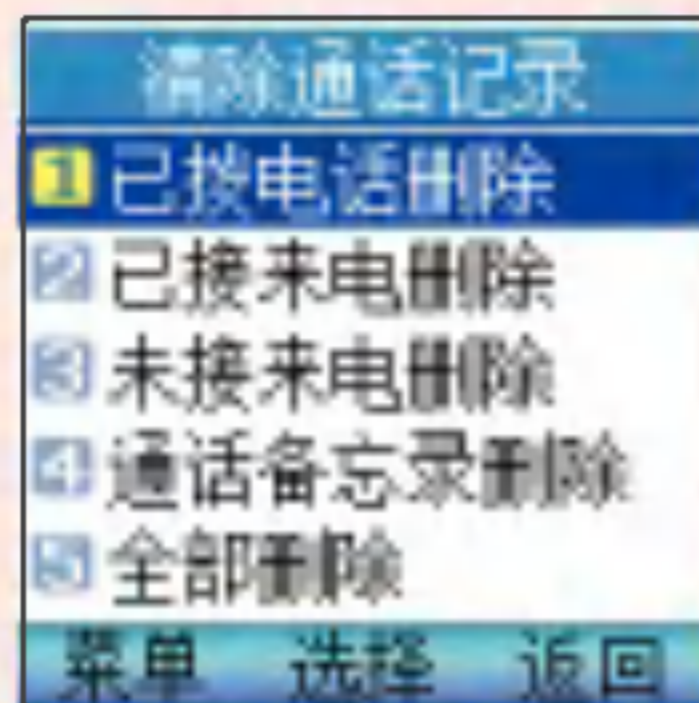 清除通话记录
1 已拨电话删除
2 已接来电删除
3 未接来电删除
4 通话备忘录删除
5 全部删除
菜单 选择 返回